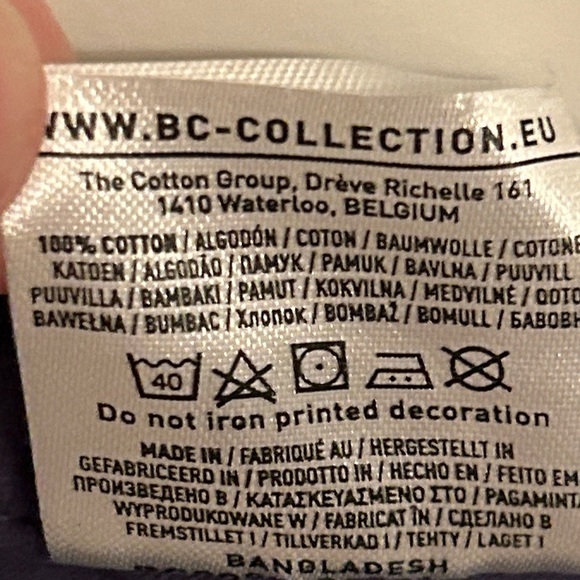 WWW.BC-COLLECTION.EU
The Cotton Group, Drève Richelle 161
1410 Waterloo, BELGIUM
100% COTTON / ALGODÓN / COTON / BAUMWOLLE / COTONE
KATOEN / ALGODÃO / ПАМУК / PAMUK / BAVLNA / PUUVILL
PUUVILLA / BAMBAKI / PAMUT / KOKVILNA / MEDVILNĖ /
BAWEŁNA / BUMBAC / Хлопок / BOMBAŽ / BOMULL / БАВОВН
40
Do not iron printed decoration
MADE IN / FABRIQUÉ AU / HERGESTELLT IN
GEFABRICEERD IN / PRODOTTO IN / HECHO EN / FEITO EM
ПРОИЗВЕДЕНО В / ΚΑΤΑΣΚΕΥΑΣΜΕΝΟ ΣΤΟ / PAGAMINTA
WYPRODUKOWANE W / FABRICAT ÎN / СДЕЛАНО В
FREMSTILLET I / TILLVERKAD I / TEHTY / LAGET I
BANGLADESH